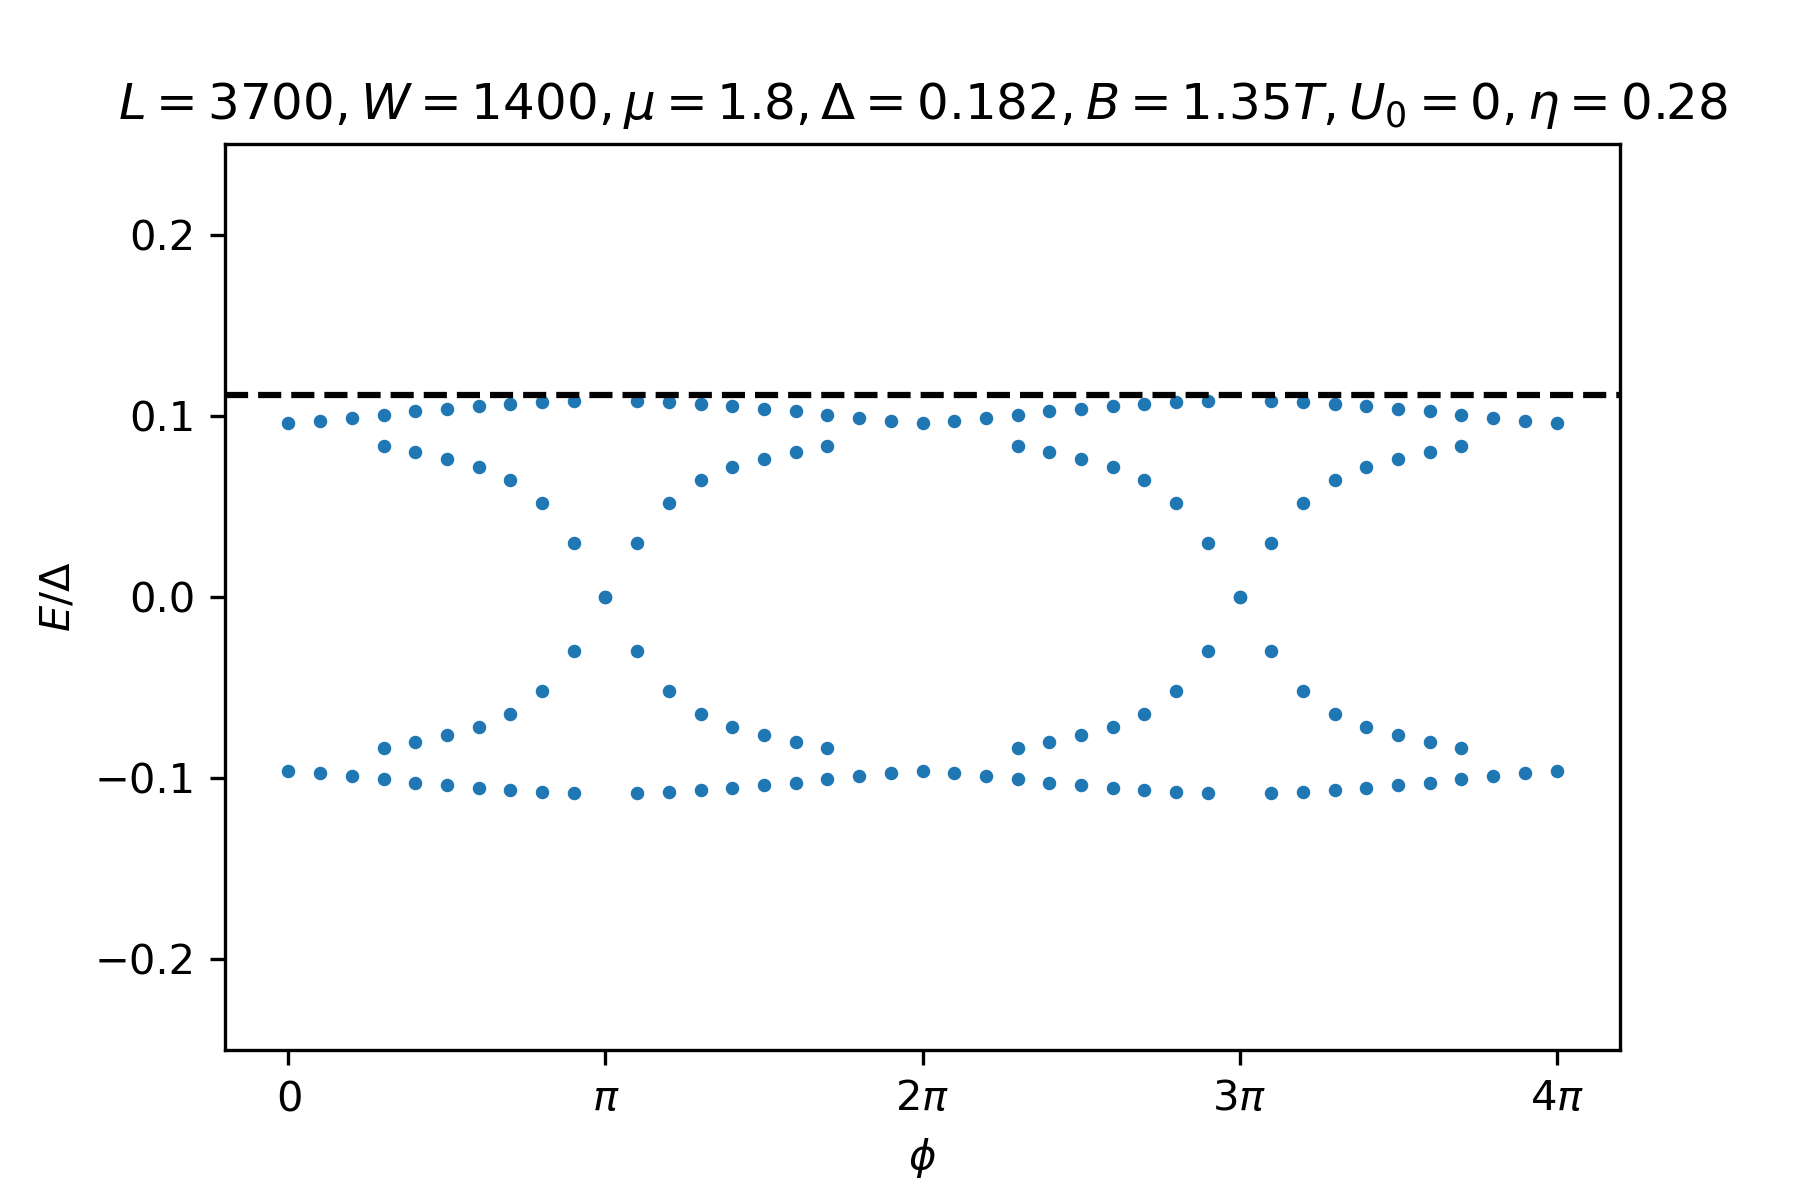 L = 3700, W = 1400, μ = 1.8, Δ = 0.182, B = 1.35T, U₀ = 0, η = 0.28
0.2
0.1
0.0
−0.1
−0.2
E/Δ
0 π 2π 3π 4π
ϕ